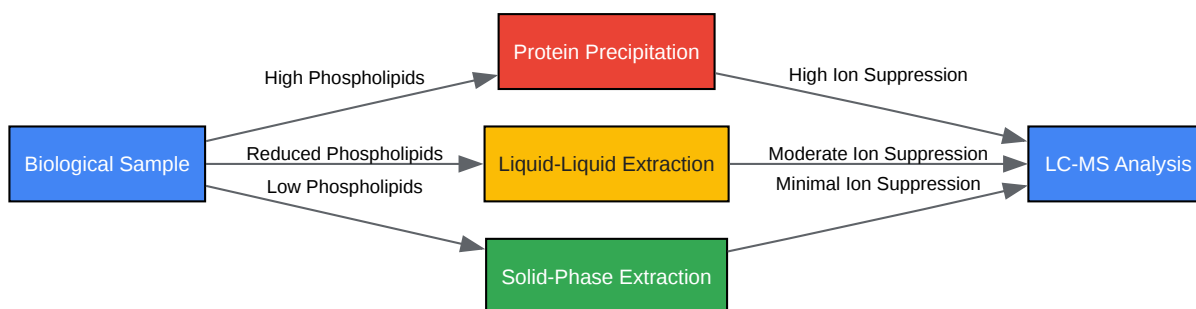 Protein Precipitation
High Phospholipids
High Ion Suppression
Biological Sample
Reduced Phospholipids
Liquid-Liquid Extraction
Moderate Ion Suppression
LC-MS Analysis
Low Phospholipids
Minimal Ion Suppression
Solid-Phase Extraction